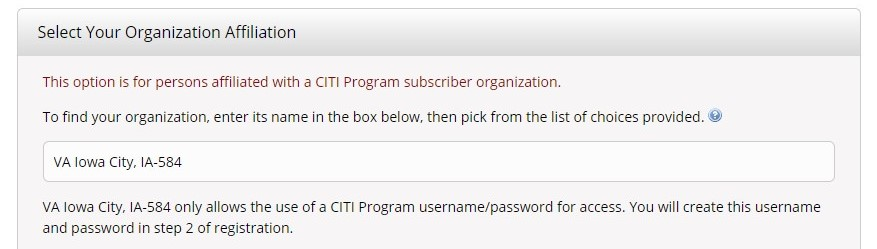 Select Your Organization Affiliation
This option is for persons affiliated with a CITI Program subscriber organization.
To find your organization, enter its name in the box below, then pick from the list of choices provided.
VA Iowa City, IA-584
VA Iowa City, IA-584 only allows the use of a CITI Program username/password for access. You will create this username
and password in step 2 of registration.